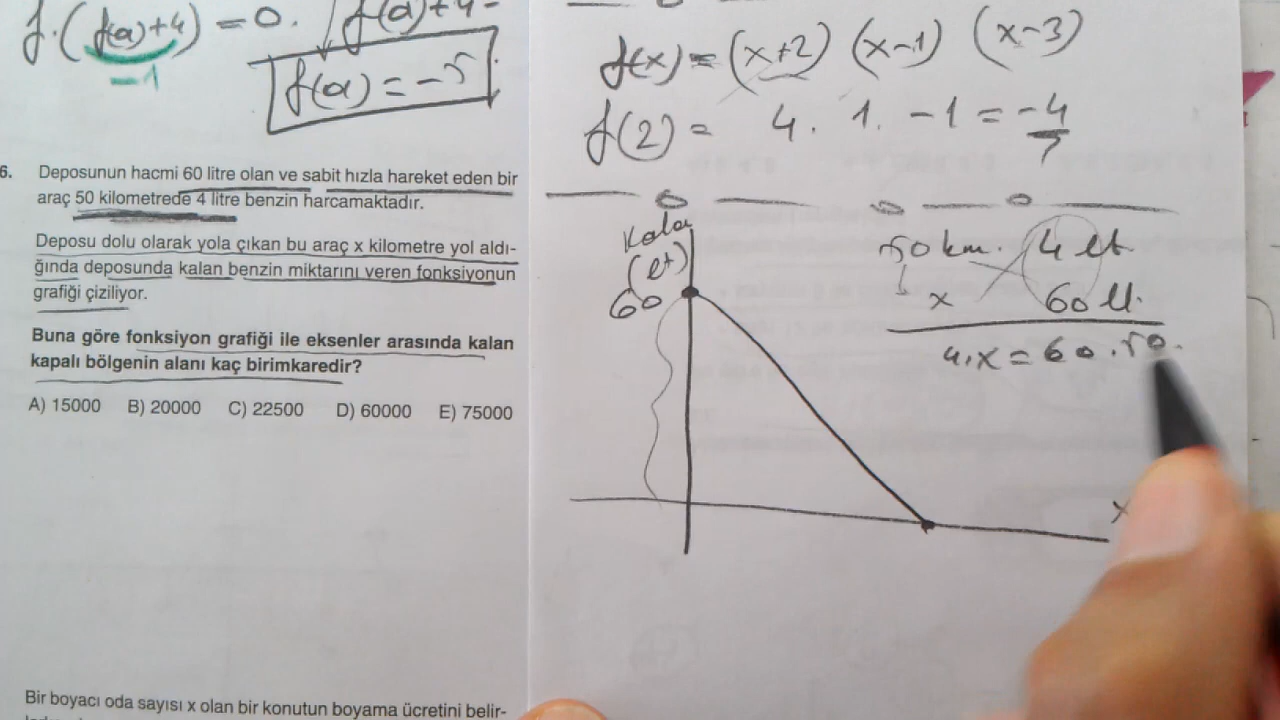 f.(f(a)+4) = 0.
-1
f(a)+4=
f(a) = -5
6. Deposunun hacmi 60 litre olan ve sabit hızla hareket eden bir
araç 50 kilometrede 4 litre benzin harcamaktadır.
Deposu dolu olarak yola çıkan bu araç x kilometre yol aldı-
ğında deposunda kalan benzin miktarını veren fonksiyonun
grafiği çiziliyor.
Buna göre fonksiyon grafiği ile eksenler arasında kalan
kapalı bölgenin alanı kaç birimkaredir?
A) 15000 B) 20000 C) 22500 D) 60000 E) 75000
Bir boyacı oda sayısı x olan bir konutun boyama ücretini belir-
f(x) = (x+2) (x-1) (x-3)
f(2) = 4. 1. -1 = -4
Kalan
(lt)
60
x
50 km. 4 lt.
x 60 lt.
4.x = 60.50.